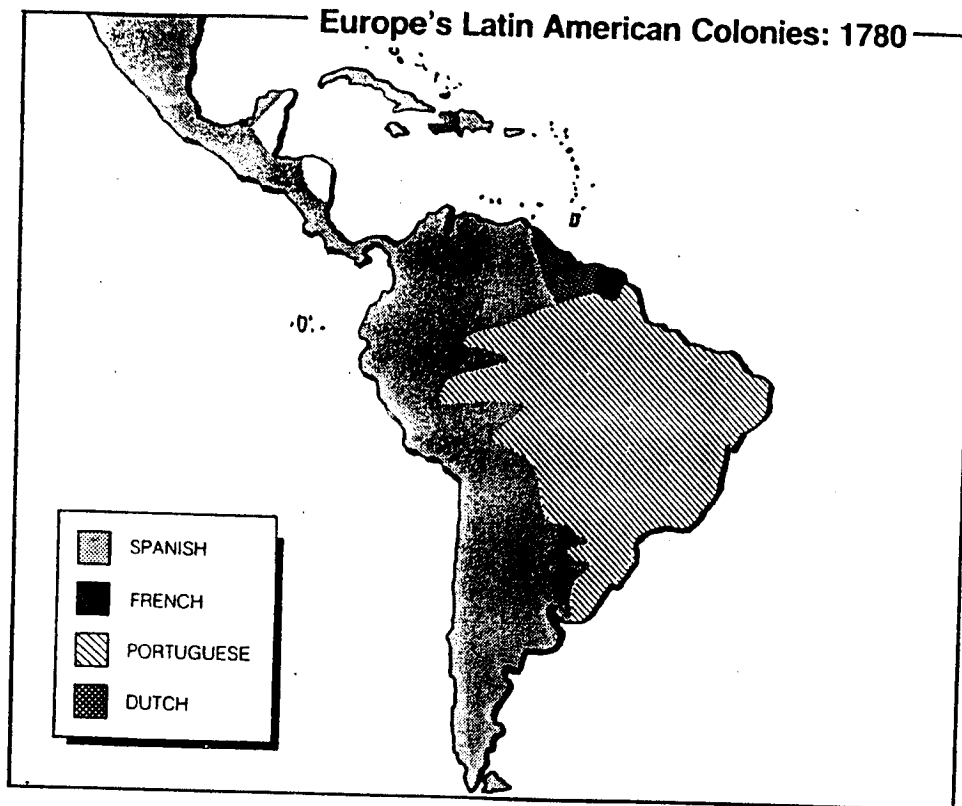 Europe's Latin American Colonies: 1780
SPANISH
FRENCH
PORTUGUESE
DUTCH